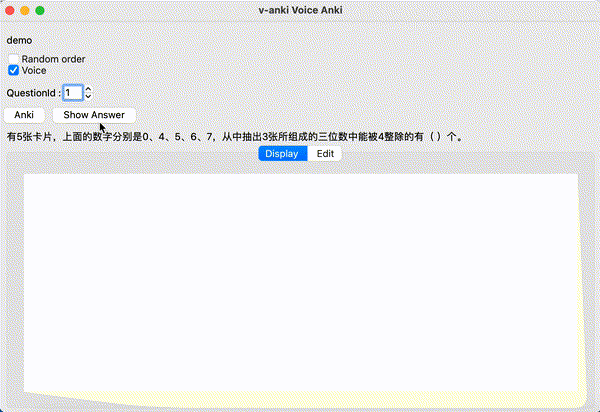 v-anki Voice Anki
demo
Random order
Voice
QuestionId : 1
Anki Show Answer
有5张卡片，上面的数字分别是0、4、5、6、7，从中抽出3张所组成的三位数中能被4整除的有（ ）个。
Display Edit